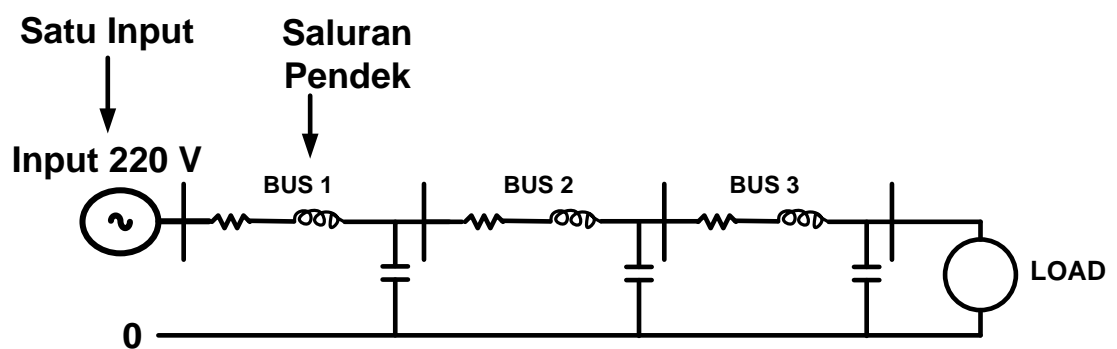 Satu Input
Saluran
Pendek
Input 220 V
BUS 1
BUS 2
BUS 3
LOAD
0